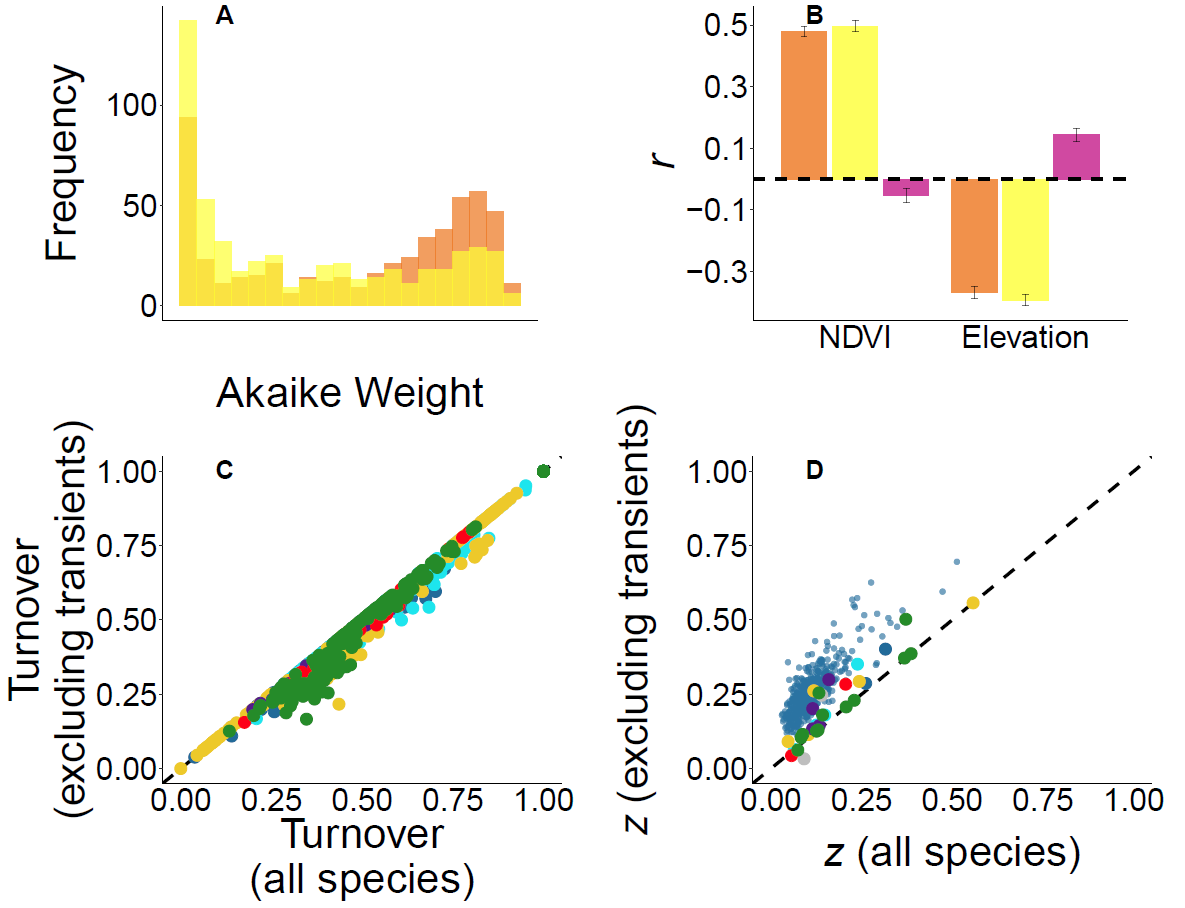 A
Frequency
100
50
0
Akaike Weight
B
r
0.5
0.3
0.1
−0.1
−0.3
NDVI Elevation
C
Turnover
(excluding transients)
1.00
0.75
0.50
0.25
0.00
0.00 0.25 0.50 0.75 1.00
Turnover
(all species)
D
z (excluding transients)
1.00
0.75
0.50
0.25
0.00
0.00 0.25 0.50 0.75 1.00
z (all species)